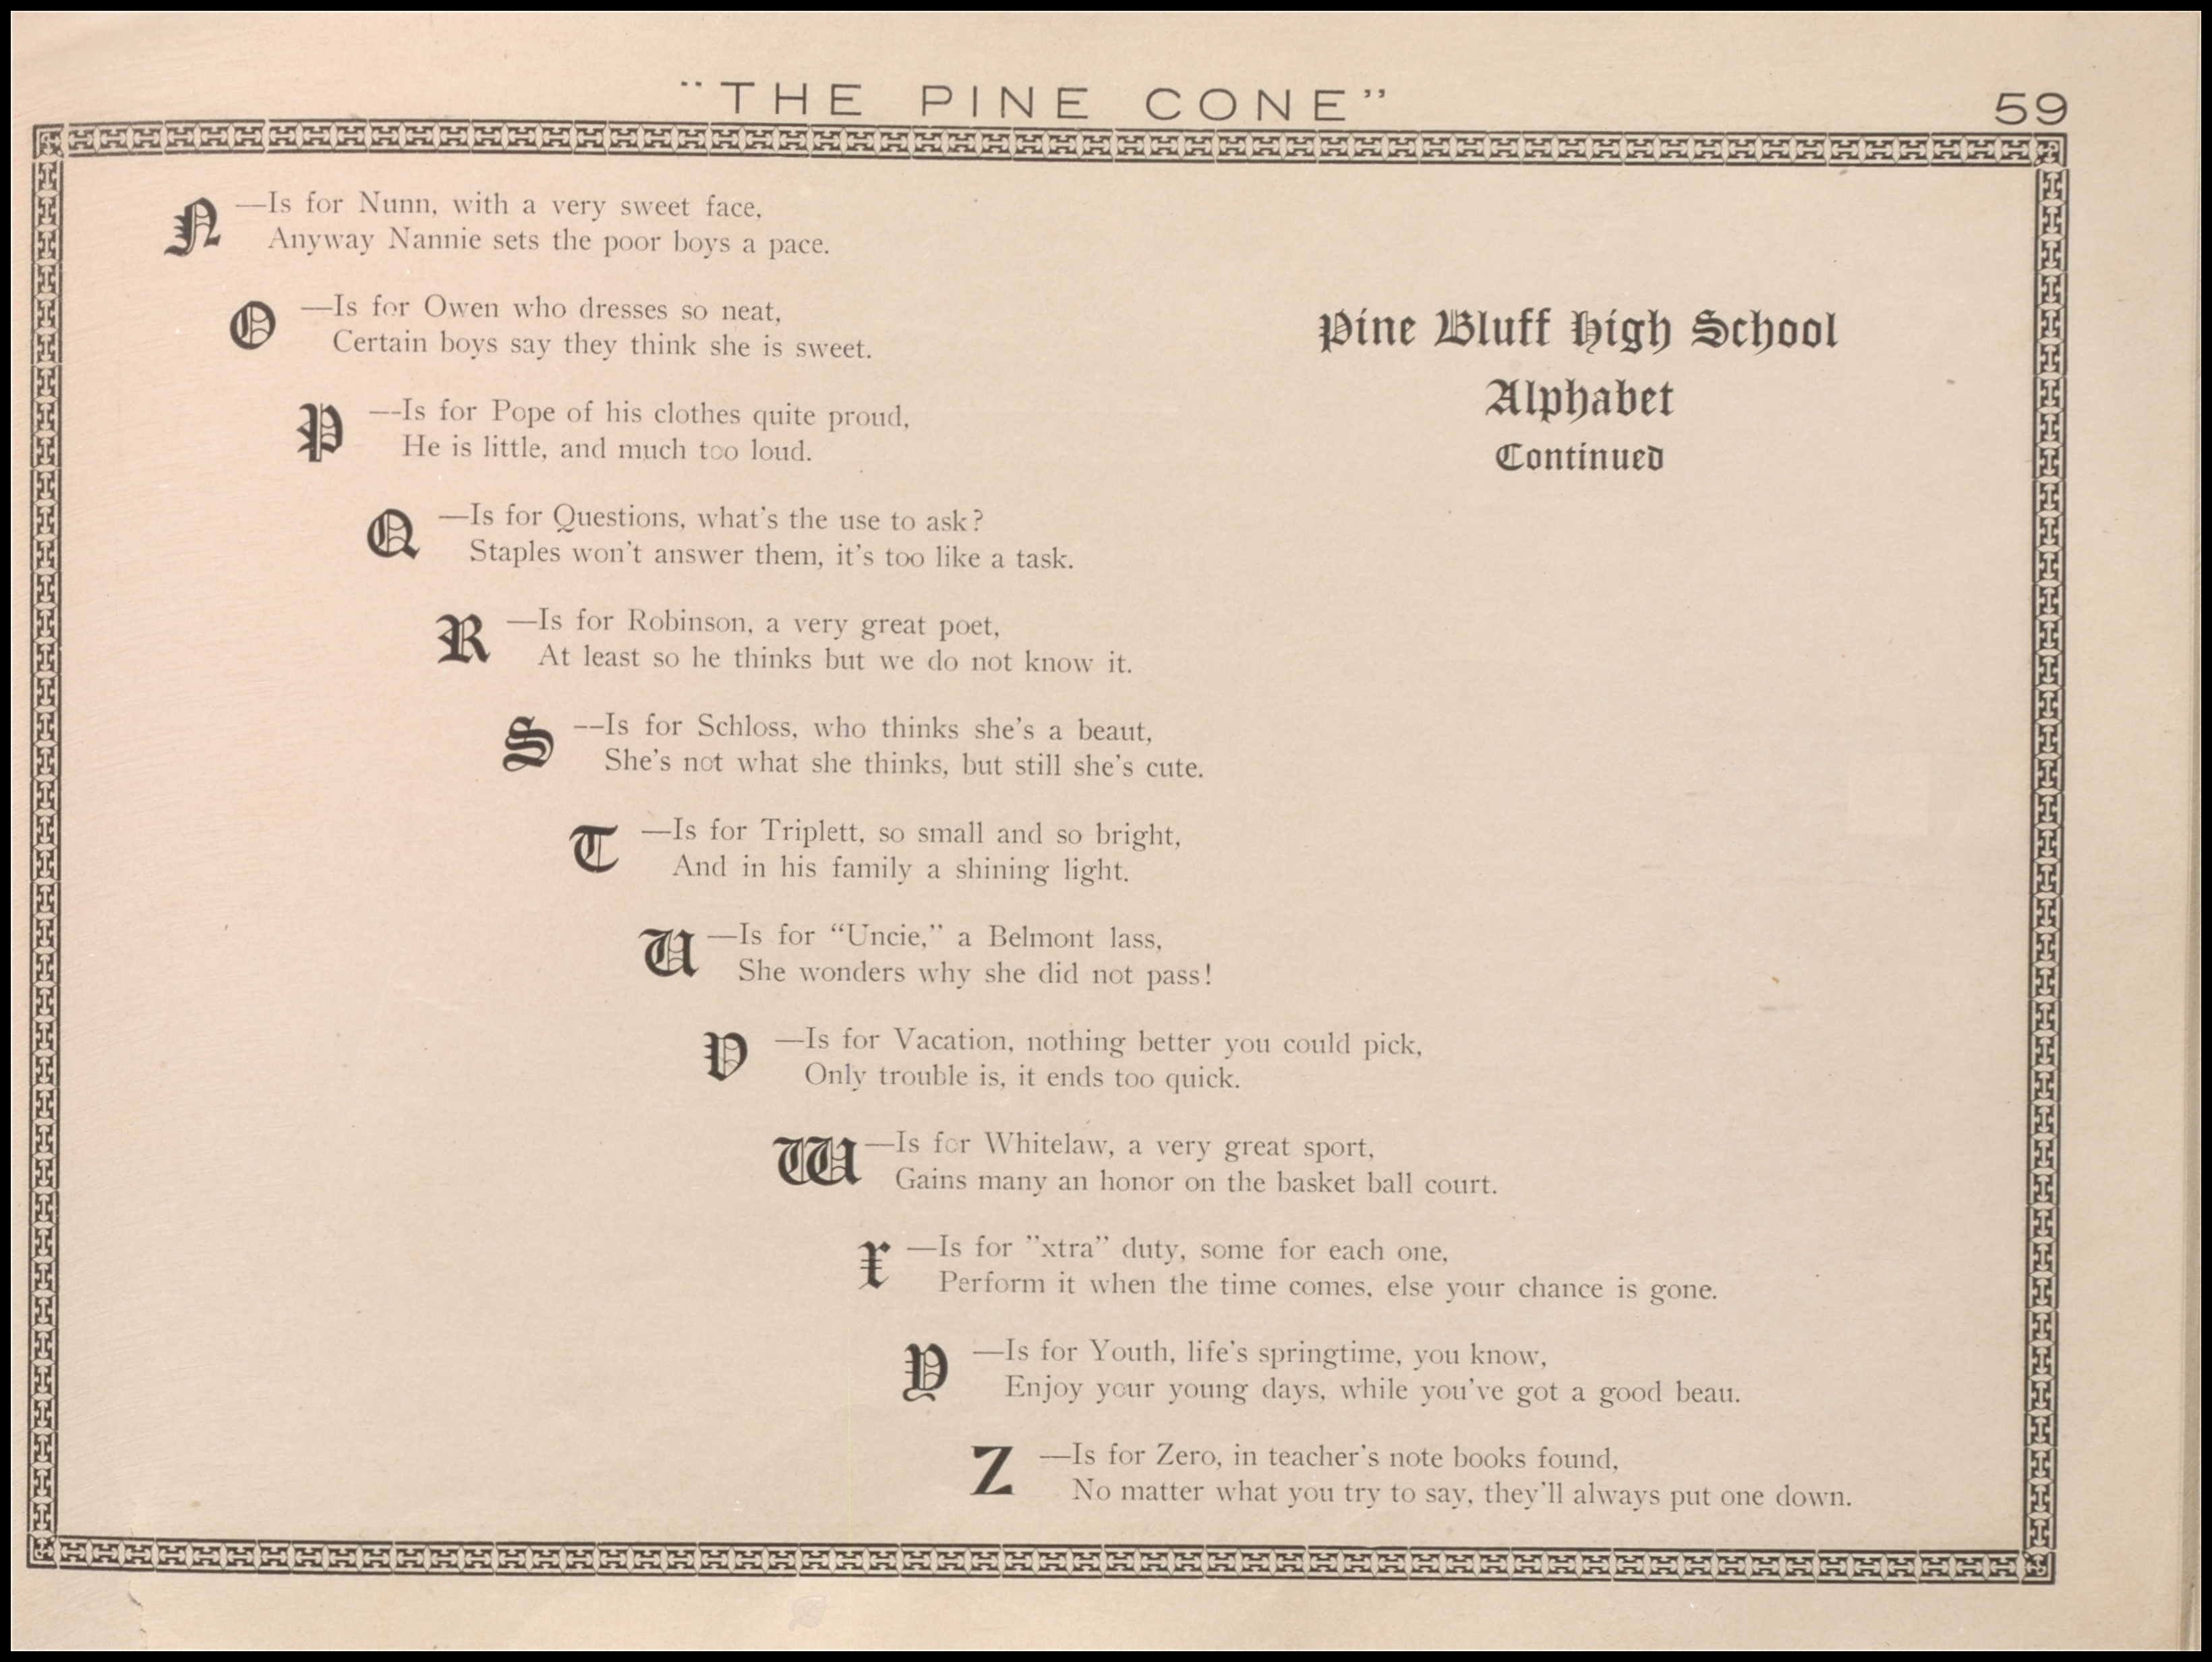 "THE PINE CONE"
59
Pine Bluff High School
Alphabet
Continued
N—Is for Nunn, with a very sweet face,
Anyway Nannie sets the poor boys a pace.
O—Is for Owen who dresses so neat,
Certain boys say they think she is sweet.
P—Is for Pope of his clothes quite proud,
He is little, and much too loud.
Q—Is for Questions, what's the use to ask?
Staples won't answer them, it's too like a task.
R—Is for Robinson, a very great poet,
At least so he thinks but we do not know it.
S—Is for Schloss, who thinks she's a beaut,
She's not what she thinks, but still she's cute.
T—Is for Triplett, so small and so bright,
And in his family a shining light.
U—Is for "Uncie," a Belmont lass,
She wonders why she did not pass!
V—Is for Vacation, nothing better you could pick,
Only trouble is, it ends too quick.
W—Is for Whitelaw, a very great sport,
Gains many an honor on the basket ball court.
X—Is for "xtra" duty, some for each one,
Perform it when the time comes, else your chance is gone.
Y—Is for Youth, life's springtime, you know,
Enjoy your young days, while you've got a good beau.
Z—Is for Zero, in teacher's note books found,
No matter what you try to say, they'll always put one down.